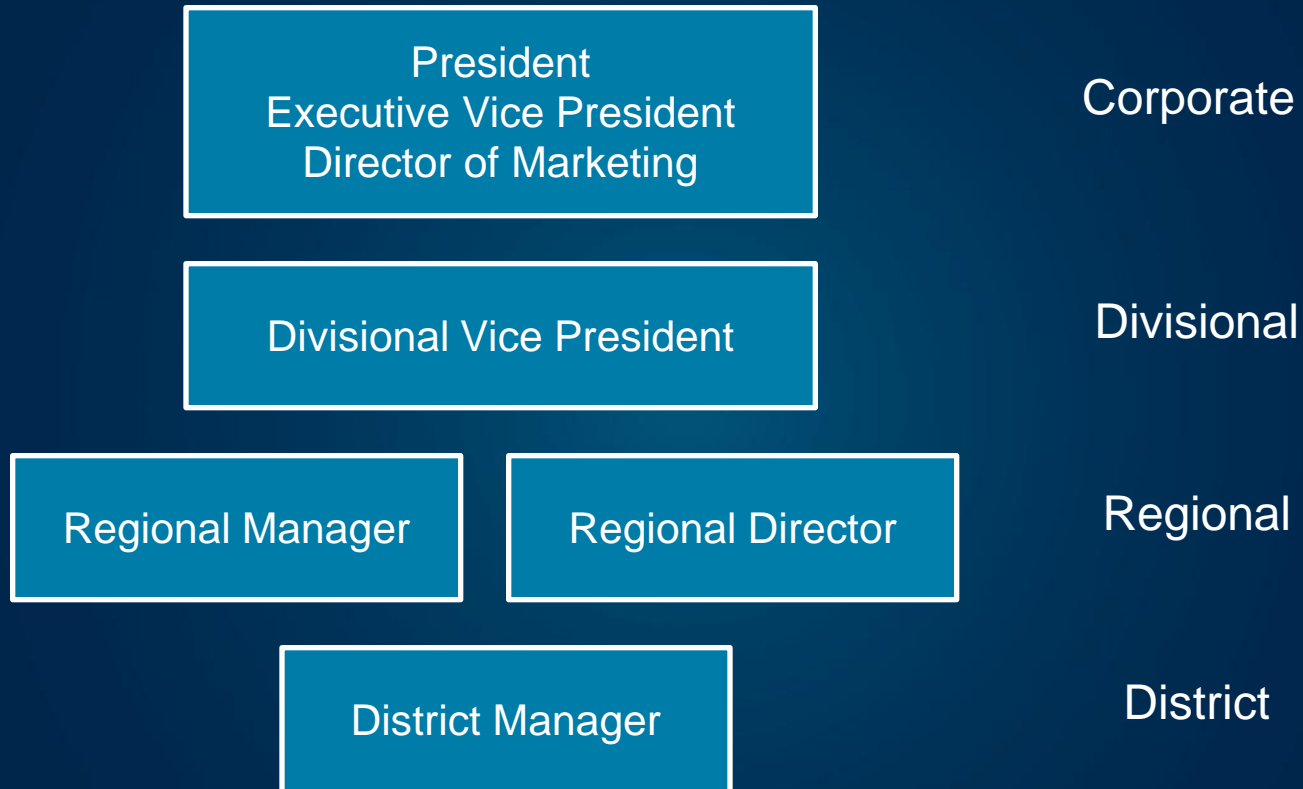 President
Executive Vice President
Director of Marketing
Corporate
Divisional Vice President
Divisional
Regional Manager
Regional Director
Regional
District Manager
District